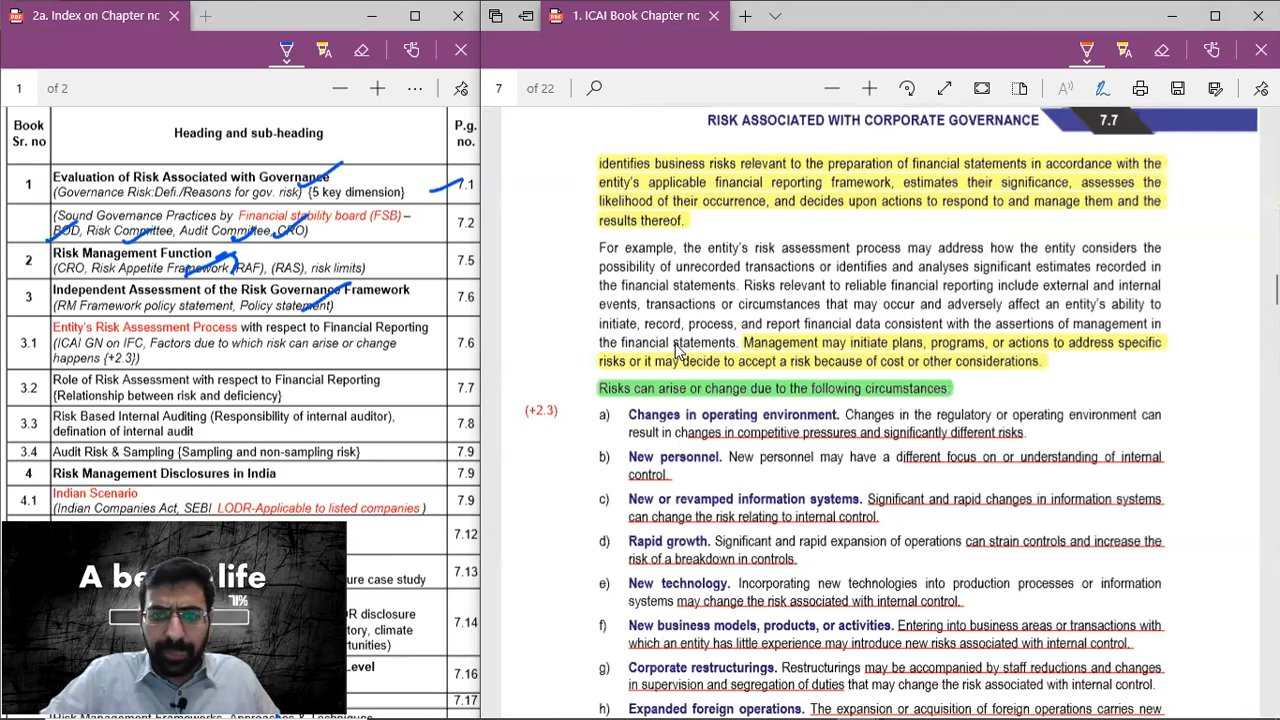 2a. Index on Chapter nc
1. ICAI Book Chapter nc
1 of 2
7 of 22
Book Sr. no
Heading and sub-heading
P.g. no.
1
Evaluation of Risk Associated with Governance
(Governance Risk:Defi./Reasons for gov. risk) {5 key dimension}
7.1
(Sound Governance Practices by Financial stability board (FSB) –
BOD, Risk Committee, Audit Committee, CRO)
7.2
2
Risk Management Function
(CRO, Risk Appetite Framework (RAF), (RAS), risk limits)
7.5
3
Independent Assessment of the Risk Governance Framework
(RM Framework policy statement, Policy statement)
7.6
3.1
Entity's Risk Assessment Process with respect to Financial Reporting
(ICAI GN on IFC, Factors due to which risk can arise or change
happens {+2.3})
7.6
3.2
Role of Risk Assessment with respect to Financial Reporting
{Relationship between risk and deficiency}
7.7
3.3
Risk Based Internal Auditing (Responsibility of internal auditor),
defination of internal audit
7.8
3.4
Audit Risk & Sampling {Sampling and non-sampling risk}
7.9
4
Risk Management Disclosures in India
7.9
4.1
Indian Scenario
(Indian Companies Act, SEBI LODR-Applicable to listed companies)
7.9
7.12
ure case study
7.13
R disclosure
tory, climate
rtunities)
7.14
Level
7.16
7.17
Risk Management Frameworks, Approaches & Techniques
A be
life
71%
RISK ASSOCIATED WITH CORPORATE GOVERNANCE
7.7
identifies business risks relevant to the preparation of financial statements in accordance with the
entity's applicable financial reporting framework, estimates their significance, assesses the
likelihood of their occurrence, and decides upon actions to respond to and manage them and the
results thereof.
For example, the entity's risk assessment process may address how the entity considers the
possibility of unrecorded transactions or identifies and analyses significant estimates recorded in
the financial statements. Risks relevant to reliable financial reporting include external and internal
events, transactions or circumstances that may occur and adversely affect an entity's ability to
initiate, record, process, and report financial data consistent with the assertions of management in
the financial statements. Management may initiate plans, programs, or actions to address specific
risks or it may decide to accept a risk because of cost or other considerations.
Risks can arise or change due to the following circumstances:
(+2.3)
a) Changes in operating environment. Changes in the regulatory or operating environment can
result in changes in competitive pressures and significantly different risks.
b) New personnel. New personnel may have a different focus on or understanding of internal
control.
c) New or revamped information systems. Significant and rapid changes in information systems
can change the risk relating to internal control.
d) Rapid growth. Significant and rapid expansion of operations can strain controls and increase the
risk of a breakdown in controls.
e) New technology. Incorporating new technologies into production processes or information
systems may change the risk associated with internal control.
f) New business models, products, or activities. Entering into business areas or transactions with
which an entity has little experience may introduce new risks associated with internal control.
g) Corporate restructurings. Restructurings may be accompanied by staff reductions and changes
in supervision and segregation of duties that may change the risk associated with internal control.
h) Expanded foreign operations. The expansion or acquisition of foreign operations carries new